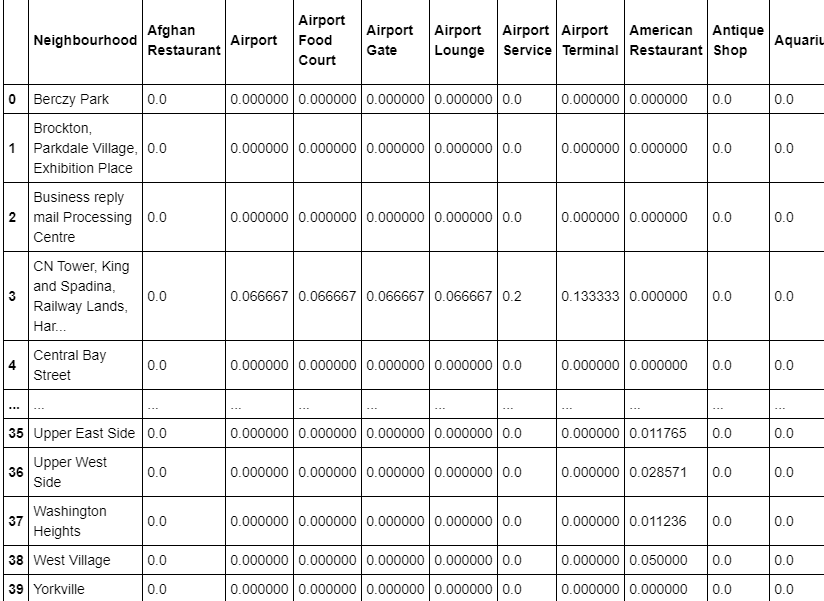 Neighbourhood Afghan Restaurant Airport Airport Food Court Airport Gate Airport Lounge Airport Service Airport Terminal American Restaurant Antique Shop Aquariu
0 Berczy Park 0.0 0.000000 0.000000 0.000000 0.000000 0.0 0.000000 0.000000 0.0 0.0
1 Brockton, Parkdale Village, Exhibition Place 0.0 0.000000 0.000000 0.000000 0.000000 0.0 0.000000 0.000000 0.0 0.0
2 Business reply mail Processing Centre 0.0 0.000000 0.000000 0.000000 0.000000 0.0 0.000000 0.000000 0.0 0.0
3 CN Tower, King and Spadina, Railway Lands, Har... 0.0 0.066667 0.066667 0.066667 0.066667 0.2 0.133333 0.000000 0.0 0.0
4 Central Bay Street 0.0 0.000000 0.000000 0.000000 0.000000 0.0 0.000000 0.000000 0.0 0.0
... ... ... ... ... ... ... ... ... ... ... ...
35 Upper East Side 0.0 0.000000 0.000000 0.000000 0.000000 0.0 0.000000 0.011765 0.0 0.0
36 Upper West Side 0.0 0.000000 0.000000 0.000000 0.000000 0.0 0.000000 0.028571 0.0 0.0
37 Washington Heights 0.0 0.000000 0.000000 0.000000 0.000000 0.0 0.000000 0.011236 0.0 0.0
38 West Village 0.0 0.000000 0.000000 0.000000 0.000000 0.0 0.000000 0.050000 0.0 0.0
39 Yorkville 0.0 0.000000 0.000000 0.000000 0.000000 0.0 0.000000 0.000000 0.0 0.0